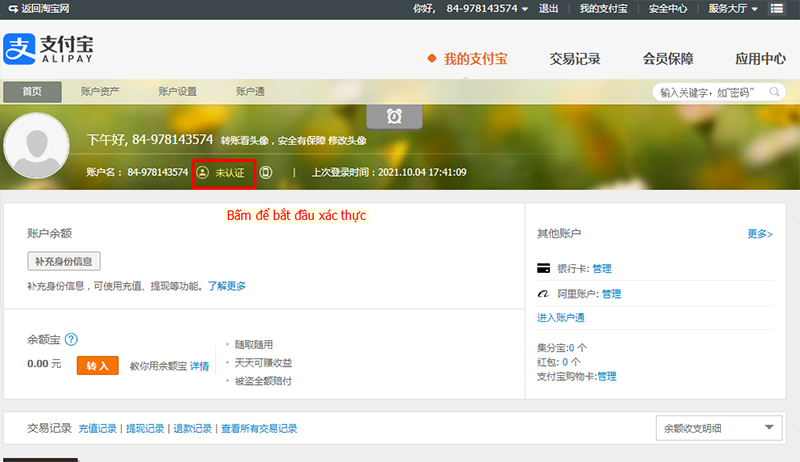 返回淘宝网 你好, 84-978143574 退出 我的支付宝 安全中心 服务大厅
支付宝
ALIPAY
我的支付宝 交易记录 会员保障 应用中心
首页 账户资产 账户设置 账户通 输入关键字，如"密码"
下午好, 84-978143574 转账看头像，安全有保障 修改头像
账户名： 84-978143574 未认证 | 上次登录时间：2021.10.04 17:41:09
Bấm để bắt đầu xác thực
账户余额
补充身份信息
补充身份信息，可使用充值、提现等功能。了解更多
其他账户 更多>
银行卡: 管理
阿里账户: 管理
进入账户通
集分宝:0 个
红包: 0 个
支付宝购物卡:管理
余额宝 ?
0.00 元 转 入 教你用余额宝 详情
• 随取随用
• 天天可赚收益
• 被盗全额赔付
交易记录 充值记录 | 提现记录 | 退款记录 | 查看所有交易记录 余额收支明细